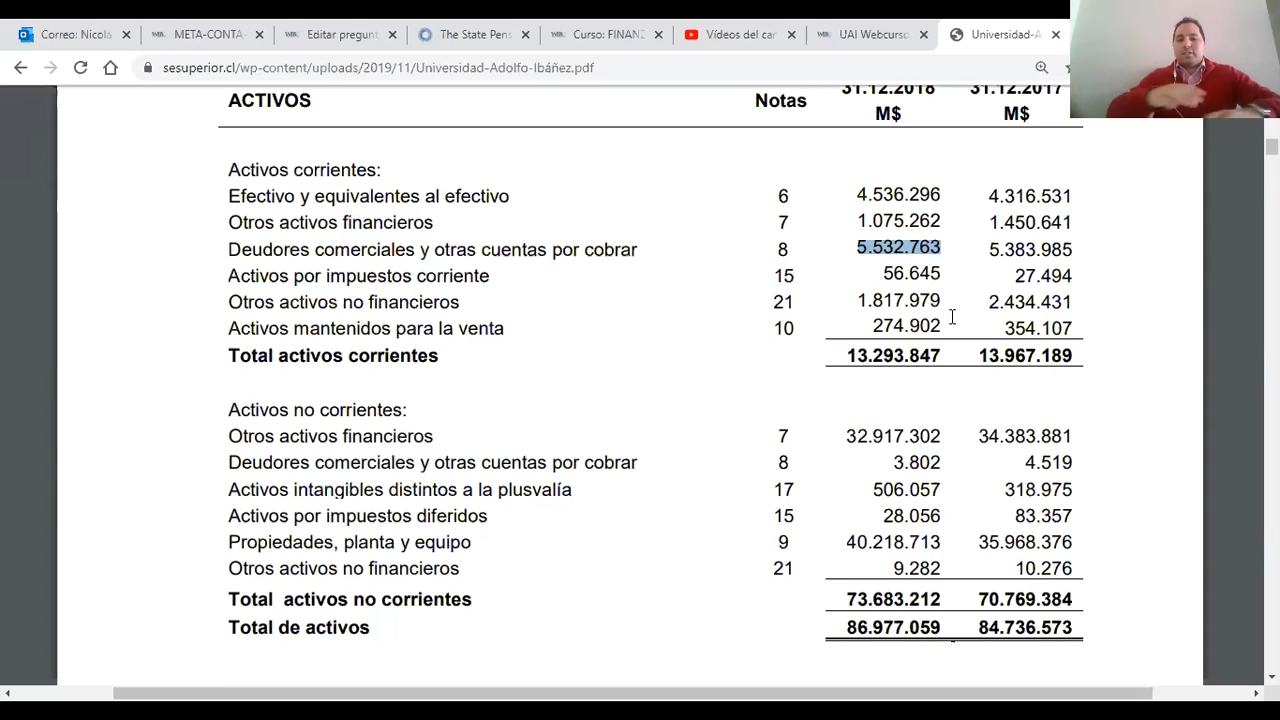 Correo: Nicola
META-CONTA-
Editar pregunt
The State Pens
Curso: FINANZ
Vídeos del car
UAI Webcurso
Universidad-A
sesuperior.cl/wp-content/uploads/2019/11/Universidad-Adolfo-Ibáñez.pdf
ACTIVOS Notas 31.12.2018 31.12.2017
M$ M$
Activos corrientes:
Efectivo y equivalentes al efectivo 6 4.536.296 4.316.531
Otros activos financieros 7 1.075.262 1.450.641
Deudores comerciales y otras cuentas por cobrar 8 5.532.763 5.383.985
Activos por impuestos corriente 15 56.645 27.494
Otros activos no financieros 21 1.817.979 2.434.431
Activos mantenidos para la venta 10 274.902 354.107
Total activos corrientes 13.293.847 13.967.189
Activos no corrientes:
Otros activos financieros 7 32.917.302 34.383.881
Deudores comerciales y otras cuentas por cobrar 8 3.802 4.519
Activos intangibles distintos a la plusvalía 17 506.057 318.975
Activos por impuestos diferidos 15 28.056 83.357
Propiedades, planta y equipo 9 40.218.713 35.968.376
Otros activos no financieros 21 9.282 10.276
Total activos no corrientes 73.683.212 70.769.384
Total de activos 86.977.059 84.736.573